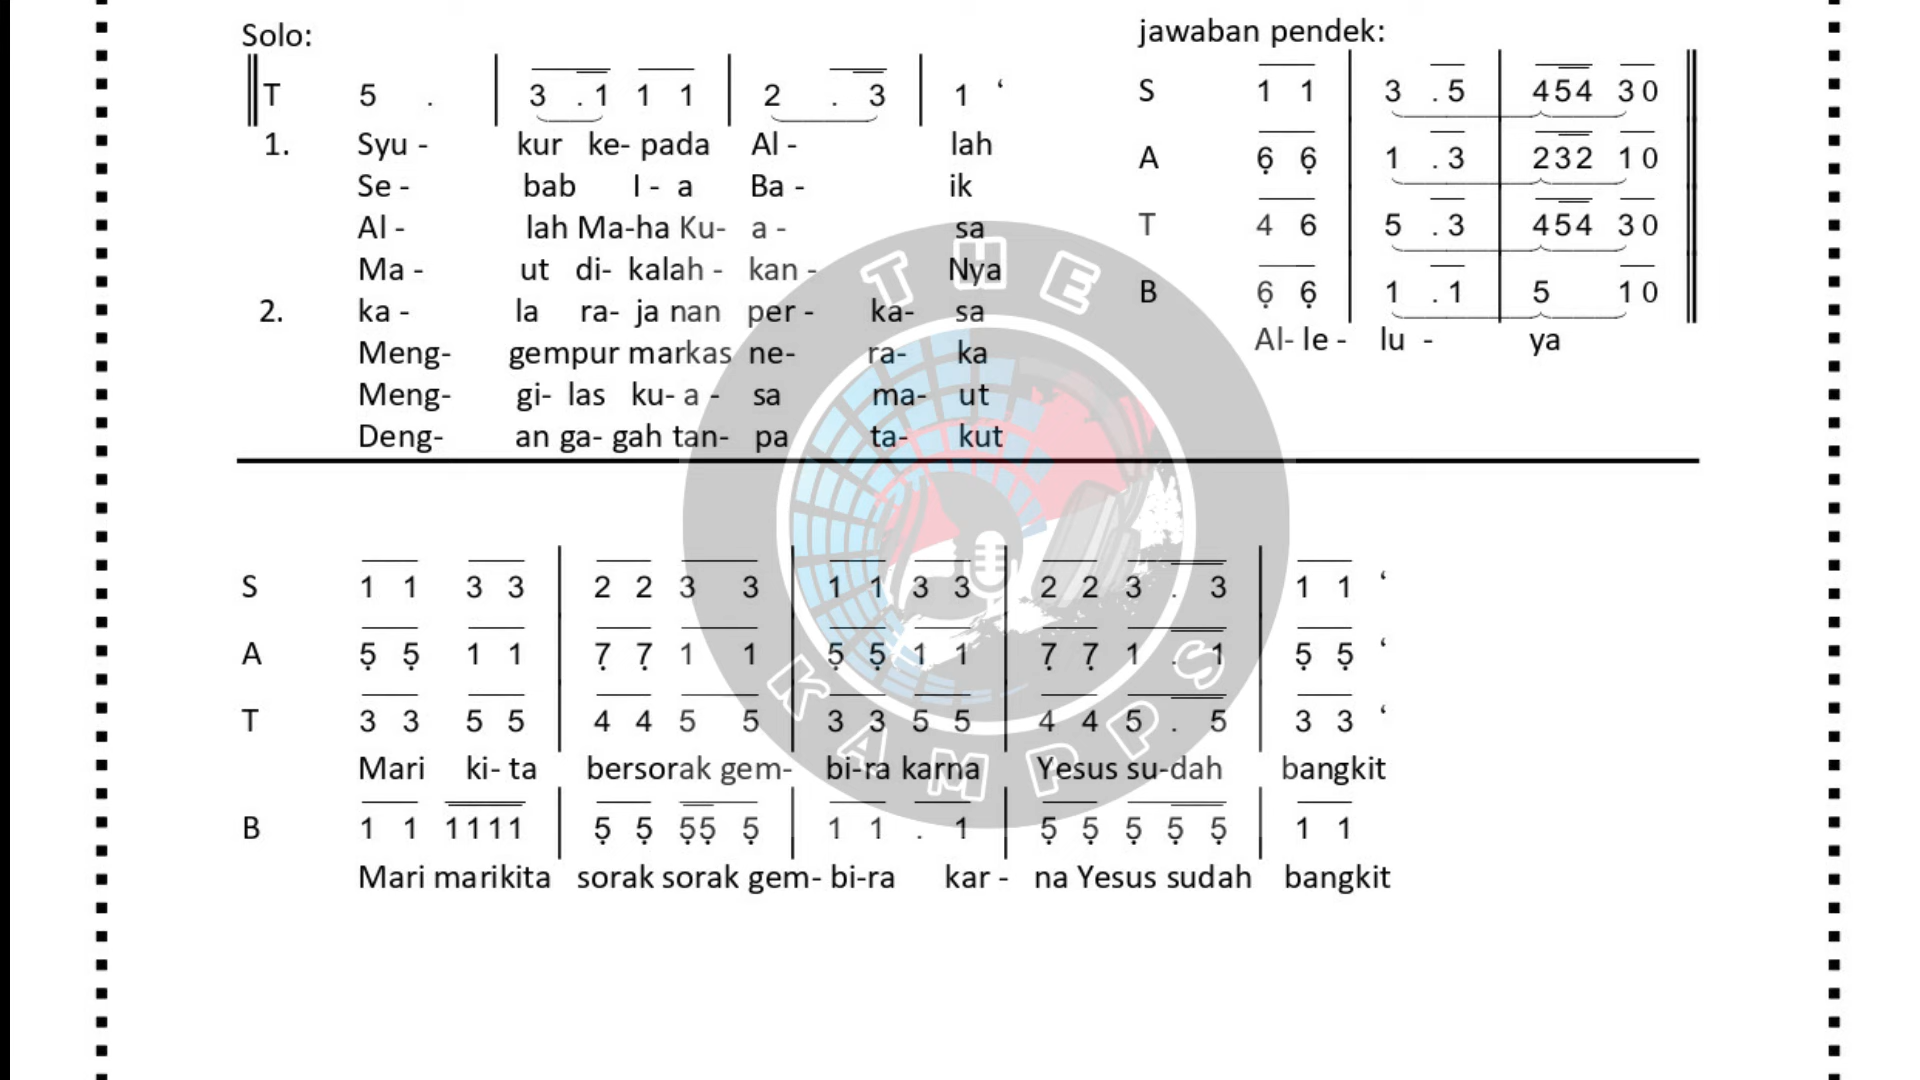 Solo:
T 5 . | 3 . 1 1 1 | 2 . 3 | 1 ‘
1. Syu - kur ke- pada Al - lah
Se - bab I - a Ba - ik
Al - lah Ma-ha Ku- a - sa
Ma - ut di- kalah - kan - Nya
2. ka - la ra- ja nan per - ka- sa
Meng- gempur markas ne- ra- ka
Meng- gi- las ku- a - sa ma- ut
Deng- an ga- gah tan- pa ta- kut
jawaban pendek:
S 1 1 | 3 . 5 | 454 30
A 6̣ 6̣ | 1 . 3 | 232 10
T 4 6 | 5 . 3 | 454 30
B 6̣ 6̣ | 1 . 1 | 5 10
Al- le - lu - ya
S 1 1 3 3 | 2 2 3 3 | 1 1 3 3 | 2 2 3 . 3 | 1 1 ‘
A 5̣ 5̣ 1 1 | 7̣ 7̣ 1 1 | 5̣ 5̣ 1 1 | 7̣ 7̣ 1 . 1 | 5̣ 5̣ ‘
T 3 3 5 5 | 4 4 5 5 | 3 3 5 5 | 4 4 5 . 5 | 3 3 ‘
Mari ki- ta bersorak gem- bi-ra karna Yesus su-dah bangkit
B 1 1 1111 | 5̣ 5̣ 5̣5̣ 5̣ | 1 1 . 1 | 5̣ 5̣ 5̣ 5̣ 5̣ | 1 1
Mari marikita sorak sorak gem- bi-ra kar - na Yesus sudah bangkit
THE
KAMPPS